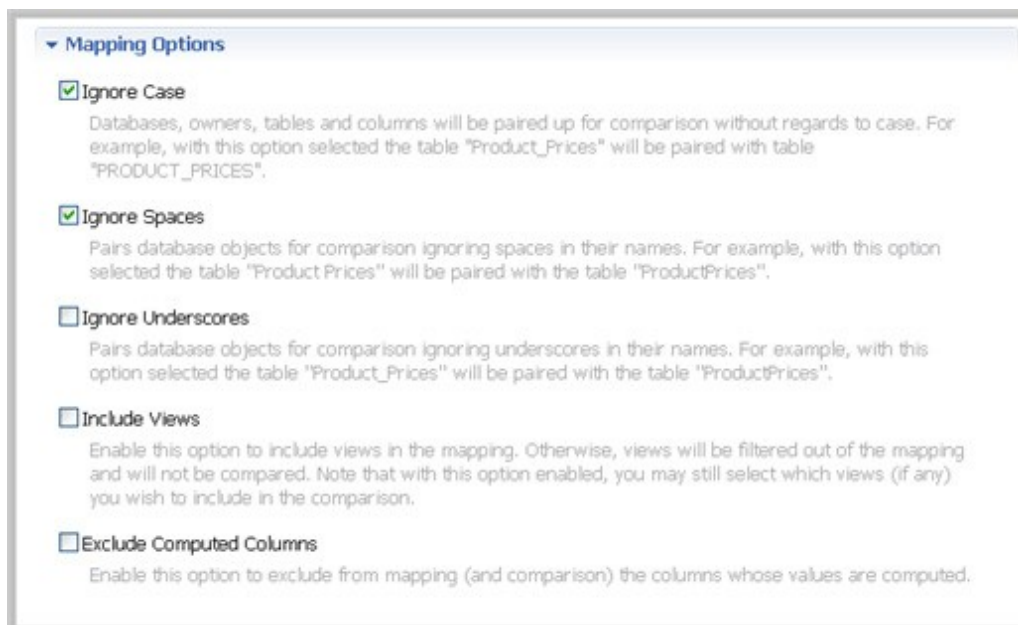 Mapping Options
Ignore Case
Databases, owners, tables and columns will be paired up for comparison without regards to case. For
example, with this option selected the table "Product_Prices" will be paired with table
"PRODUCT_PRICES".
Ignore Spaces
Pairs database objects for comparison ignoring spaces in their names. For example, with this option
selected the table "Product Prices" will be paired with the table "ProductPrices".
Ignore Underscores
Pairs database objects for comparison ignoring underscores in their names. For example, with this
option selected the table "Product_Prices" will be paired with the table "ProductPrices".
Include Views
Enable this option to include views in the mapping. Otherwise, views will be filtered out of the mapping
and will not be compared. Note that with this option enabled, you may still select which views (if any)
you wish to include in the comparison.
Exclude Computed Columns
Enable this option to exclude from mapping (and comparison) the columns whose values are computed.